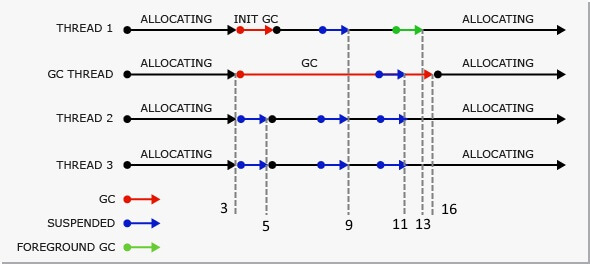 ALLOCATING INIT GC ALLOCATING
THREAD 1
ALLOCATING GC ALLOCATING
GC THREAD
ALLOCATING ALLOCATING
THREAD 2
ALLOCATING ALLOCATING
THREAD 3
3 5 9 11 13 16
GC
SUSPENDED
FOREGROUND GC